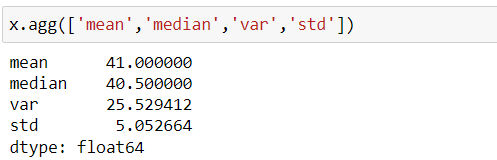 x.agg(['mean','median','var','std'])
mean      41.000000
median    40.500000
var       25.529412
std        5.052664
dtype: float64